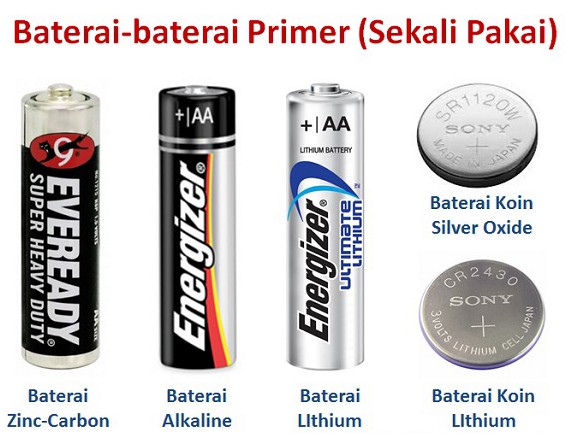 Baterai-baterai Primer (Sekali Pakai)
9
EVEREADY
SUPER HEAVY DUTY
+|AA
Energizer®
+|AA
LITHIUM BATTERY
Energizer®
ULTIMATE
LITHIUM
SR1120W
SONY
+
MADE IN JAPAN
Baterai Koin
Silver Oxide
CR2430
SONY
+
3 VOLTS LITHIUM CELL JAPAN
Baterai
Zinc-Carbon
Baterai
Alkaline
Baterai
LIthium
Baterai Koin
LIthium